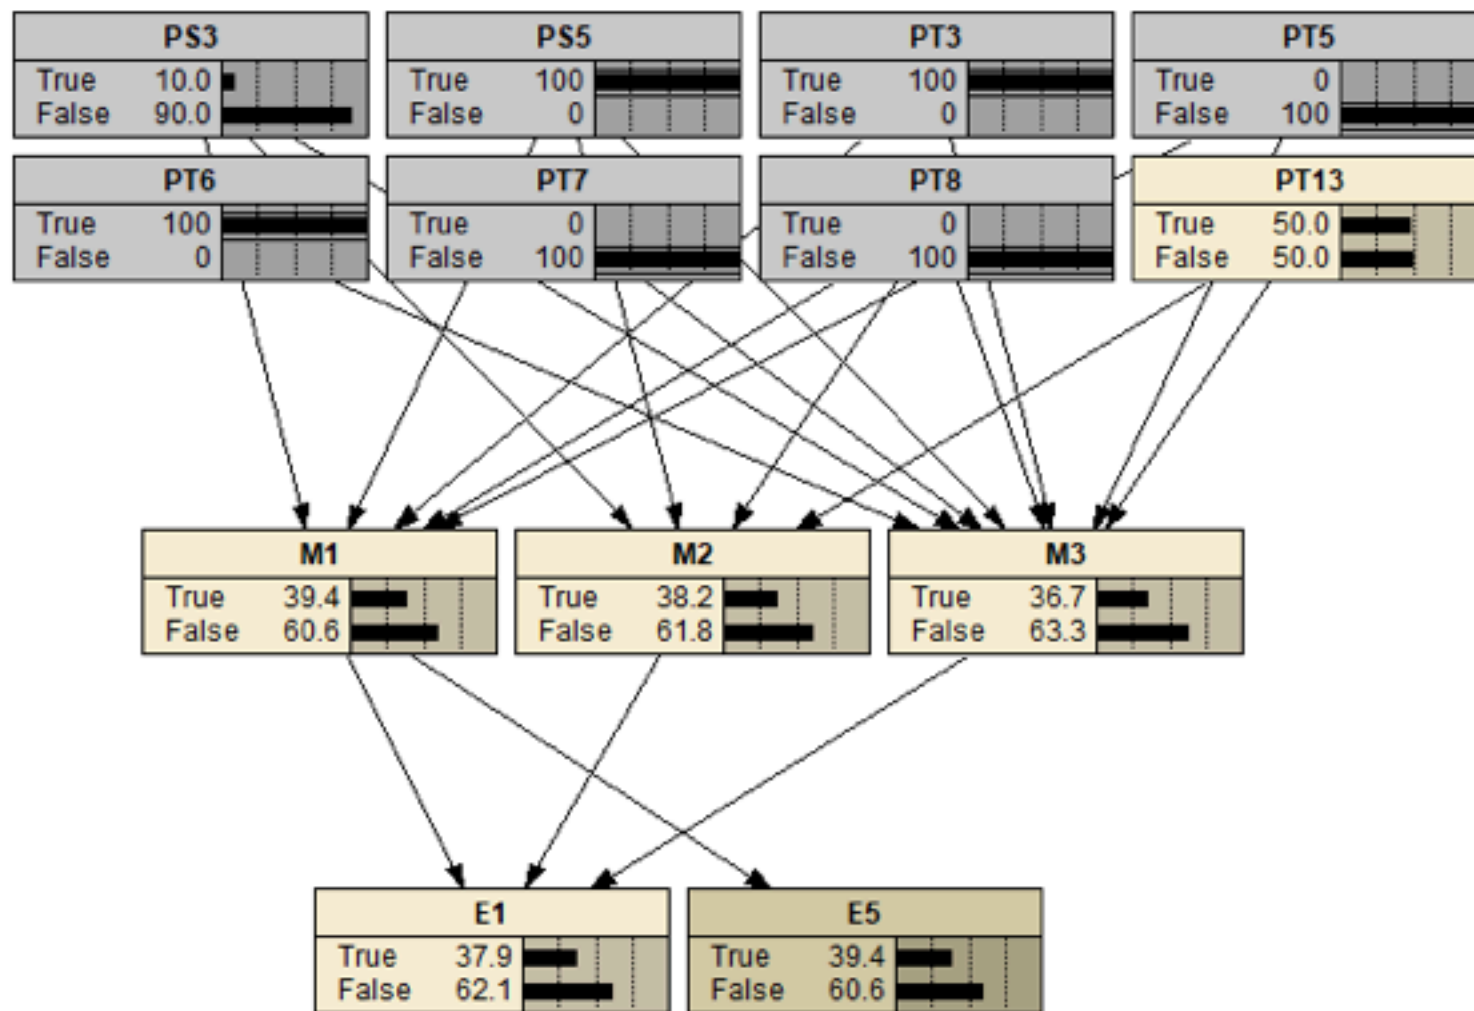 PS3 PS5 PT3 PT5
True 10.0 True 100 True 100 True 0
False 90.0 False 0 False 0 False 100
PT6 PT7 PT8 PT13
True 100 True 0 True 0 True 50.0
False 0 False 100 False 100 False 50.0
M1 M2 M3
True 39.4 True 38.2 True 36.7
False 60.6 False 61.8 False 63.3
E1 E5
True 37.9 True 39.4
False 62.1 False 60.6